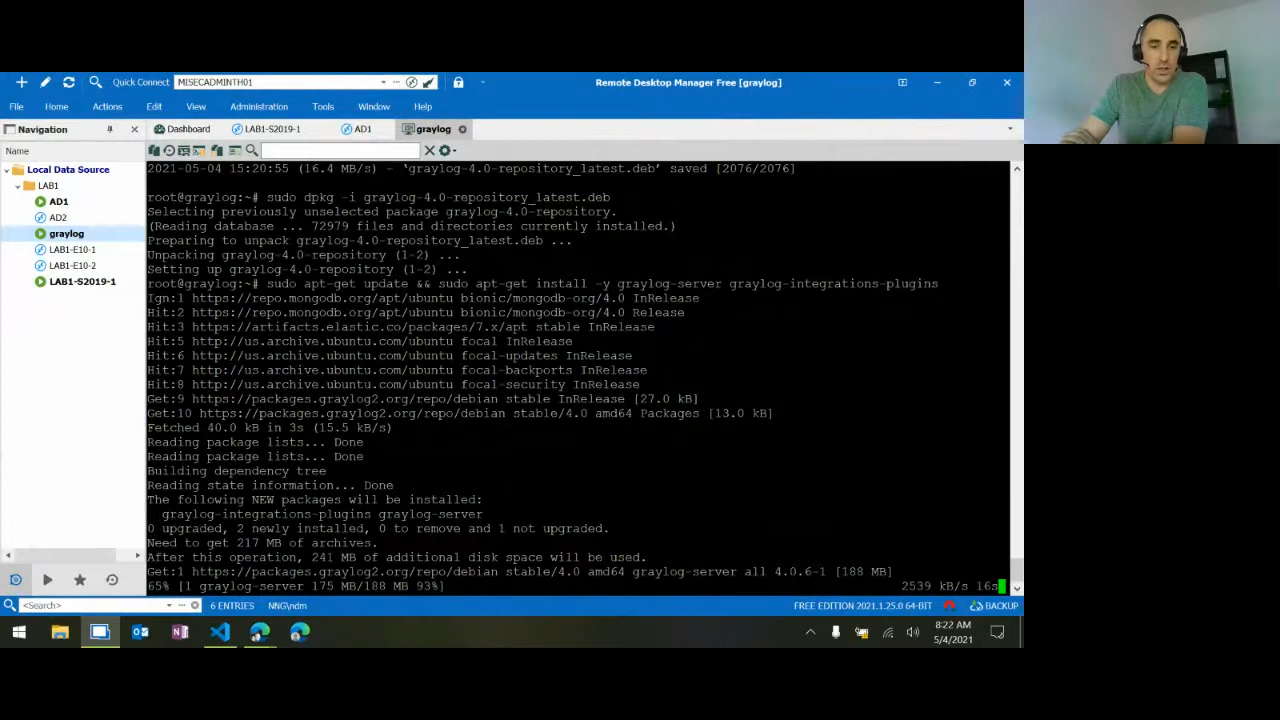 Quick Connect MISECADMINTH01 Remote Desktop Manager Free [graylog]
File Home Actions Edit View Administration Tools Window Help
Navigation Dashboard LAB1-S2019-1 AD1 graylog
Name
Local Data Source
LAB1
AD1
AD2
graylog
LAB1-E10-1
LAB1-E10-2
LAB1-S2019-1
2021-05-04 15:20:55 (16.4 MB/s) - ‘graylog-4.0-repository_latest.deb’ saved [2076/2076]
root@graylog:~# sudo dpkg -i graylog-4.0-repository_latest.deb
Selecting previously unselected package graylog-4.0-repository.
(Reading database ... 72979 files and directories currently installed.)
Preparing to unpack graylog-4.0-repository_latest.deb ...
Unpacking graylog-4.0-repository (1-2) ...
Setting up graylog-4.0-repository (1-2) ...
root@graylog:~# sudo apt-get update && sudo apt-get install -y graylog-server graylog-integrations-plugins
Ign:1 https://repo.mongodb.org/apt/ubuntu bionic/mongodb-org/4.0 InRelease
Hit:2 https://repo.mongodb.org/apt/ubuntu bionic/mongodb-org/4.0 Release
Hit:3 https://artifacts.elastic.co/packages/7.x/apt stable InRelease
Hit:5 http://us.archive.ubuntu.com/ubuntu focal InRelease
Hit:6 http://us.archive.ubuntu.com/ubuntu focal-updates InRelease
Hit:7 http://us.archive.ubuntu.com/ubuntu focal-backports InRelease
Hit:8 http://us.archive.ubuntu.com/ubuntu focal-security InRelease
Get:9 https://packages.graylog2.org/repo/debian stable InRelease [27.0 kB]
Get:10 https://packages.graylog2.org/repo/debian stable/4.0 amd64 Packages [13.0 kB]
Fetched 40.0 kB in 3s (15.5 kB/s)
Reading package lists... Done
Reading package lists... Done
Building dependency tree
Reading state information... Done
The following NEW packages will be installed:
graylog-integrations-plugins graylog-server
0 upgraded, 2 newly installed, 0 to remove and 1 not upgraded.
Need to get 217 MB of archives.
After this operation, 241 MB of additional disk space will be used.
Get:1 https://packages.graylog2.org/repo/debian stable/4.0 amd64 graylog-server all 4.0.6-1 [188 MB]
65% [1 graylog-server 175 MB/188 MB 93%] 2539 kB/s 16s
<Search> 6 ENTRIES NNG\ndm FREE EDITION 2021.1.25.0 64-BIT BACKUP
8:22 AM
5/4/2021